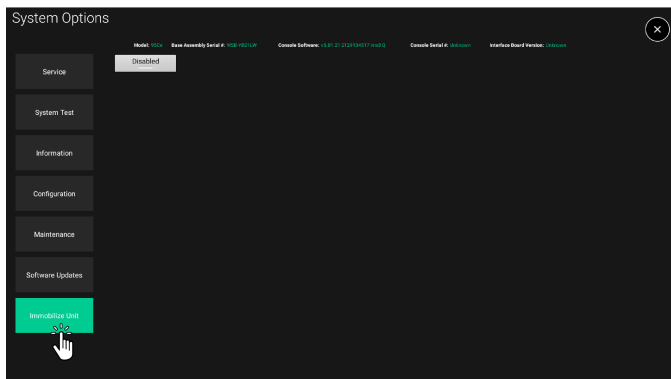 System Options
Model: 95Ze Base Assembly Serial #: Console Software: Console Serial #: Unknown Interface Board Version: Unknown
Disabled
Service
System Test
Information
Configuration
Maintenance
Software Updates
Immobilize Unit